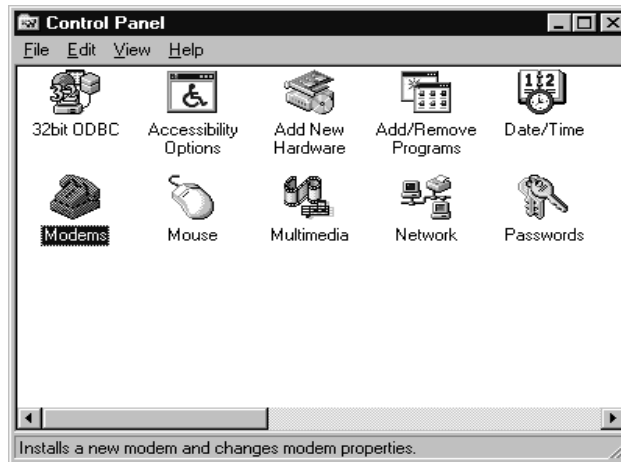 Control Panel
File Edit View Help
32bit ODBC
Accessibility Options
Add New Hardware
Add/Remove Programs
Date/Time
Modems
Mouse
Multimedia
Network
Passwords
Installs a new modem and changes modem properties.